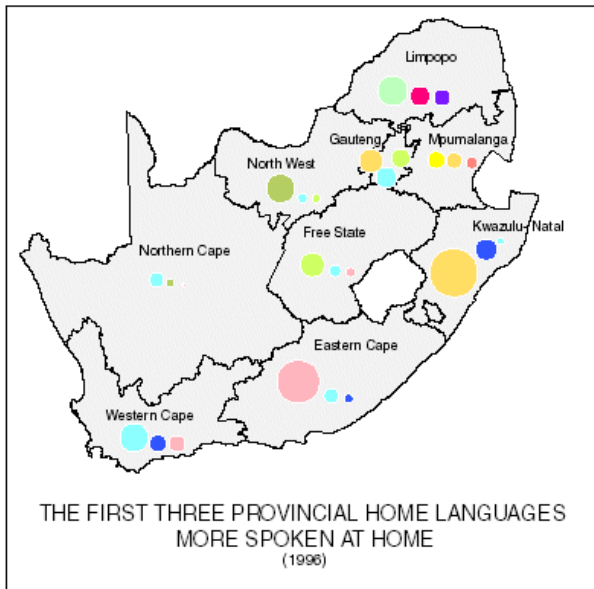 Limpopo
Gauteng
Mpumalanga
North West
Kwazulu-Natal
Free State
Northern Cape
Eastern Cape
Western Cape
THE FIRST THREE PROVINCIAL HOME LANGUAGES
MORE SPOKEN AT HOME
(1996)